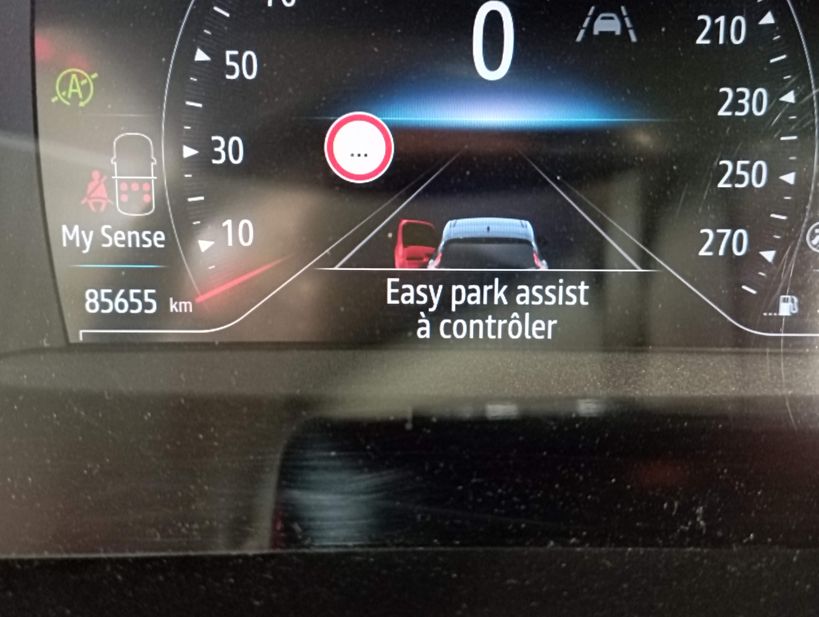 0
210
50
A
230
...
30
250
My Sense
10
270
85655 km
Easy park assist
à contrôler